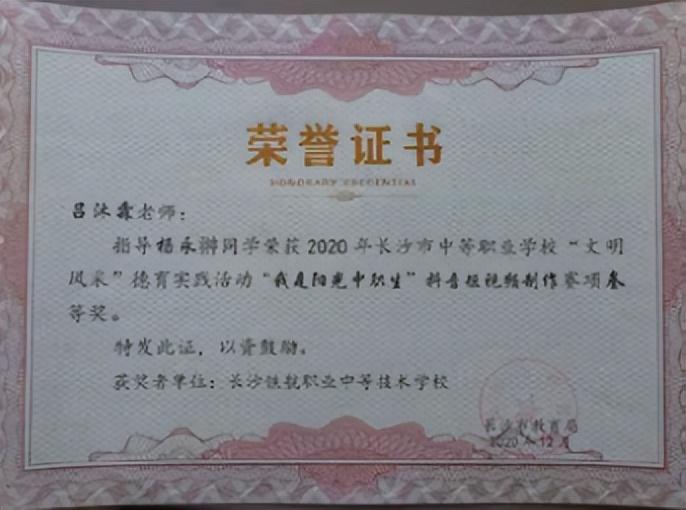 荣誉证书
HONORARY CREDENTIAL
吕沐霖老师:
指导杨永翀同学荣获2020年长沙市中等职业学校“文明
风采”德育实践活动“我是阳光中职生”抖音短视频制作赛项叁
等奖。
特发此证,以资鼓励。
获奖者单位:长沙铁航职业中等技术学校
长沙市教育局
2020年12月